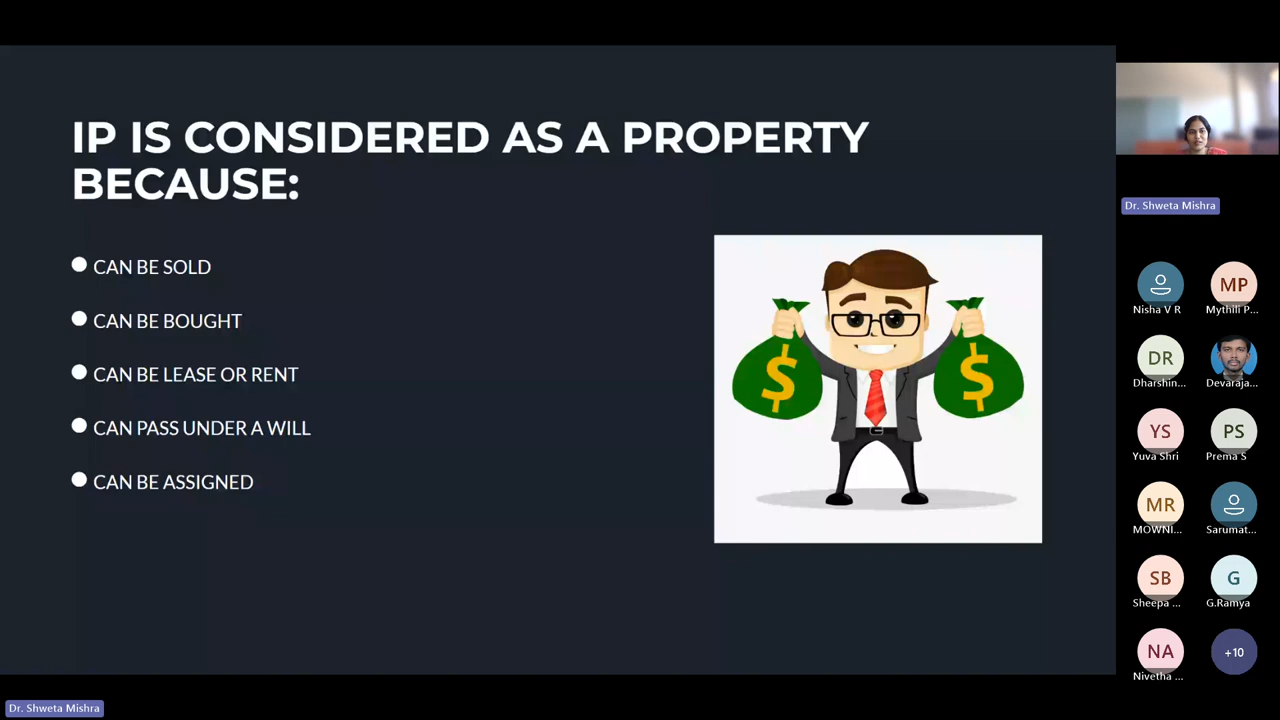 IP IS CONSIDERED AS A PROPERTY
BECAUSE:
CAN BE SOLD
CAN BE BOUGHT
CAN BE LEASE OR RENT
CAN PASS UNDER A WILL
CAN BE ASSIGNED
$ $
Dr. Shweta Mishra
MP
Nisha V R Mythili P...
DR
Dharshin... Devaraja...
YS PS
Yuva Shri Prema S
MR
MOWNI... Sarumat...
SB G
Sheepa ... G.Ramya
NA +10
Nivetha ...
Dr. Shweta Mishra